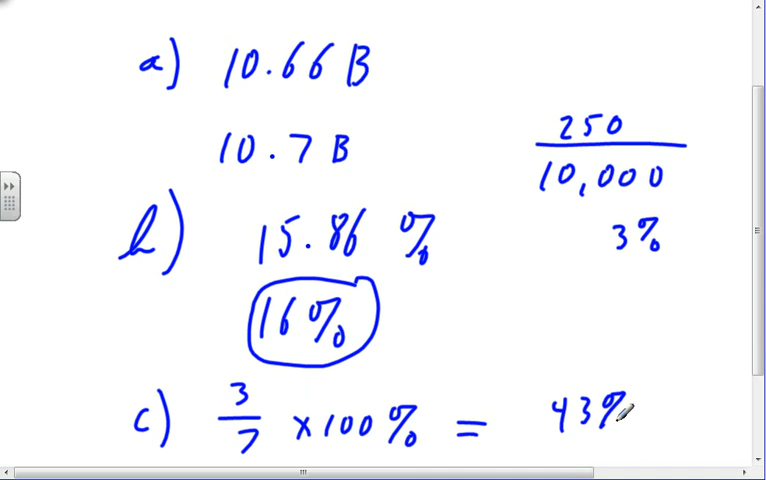 a) 10.66 B
10.7 B
250
10,000
3%
b) 15.86 %
16%
c) 3/7 x 100% = 43%